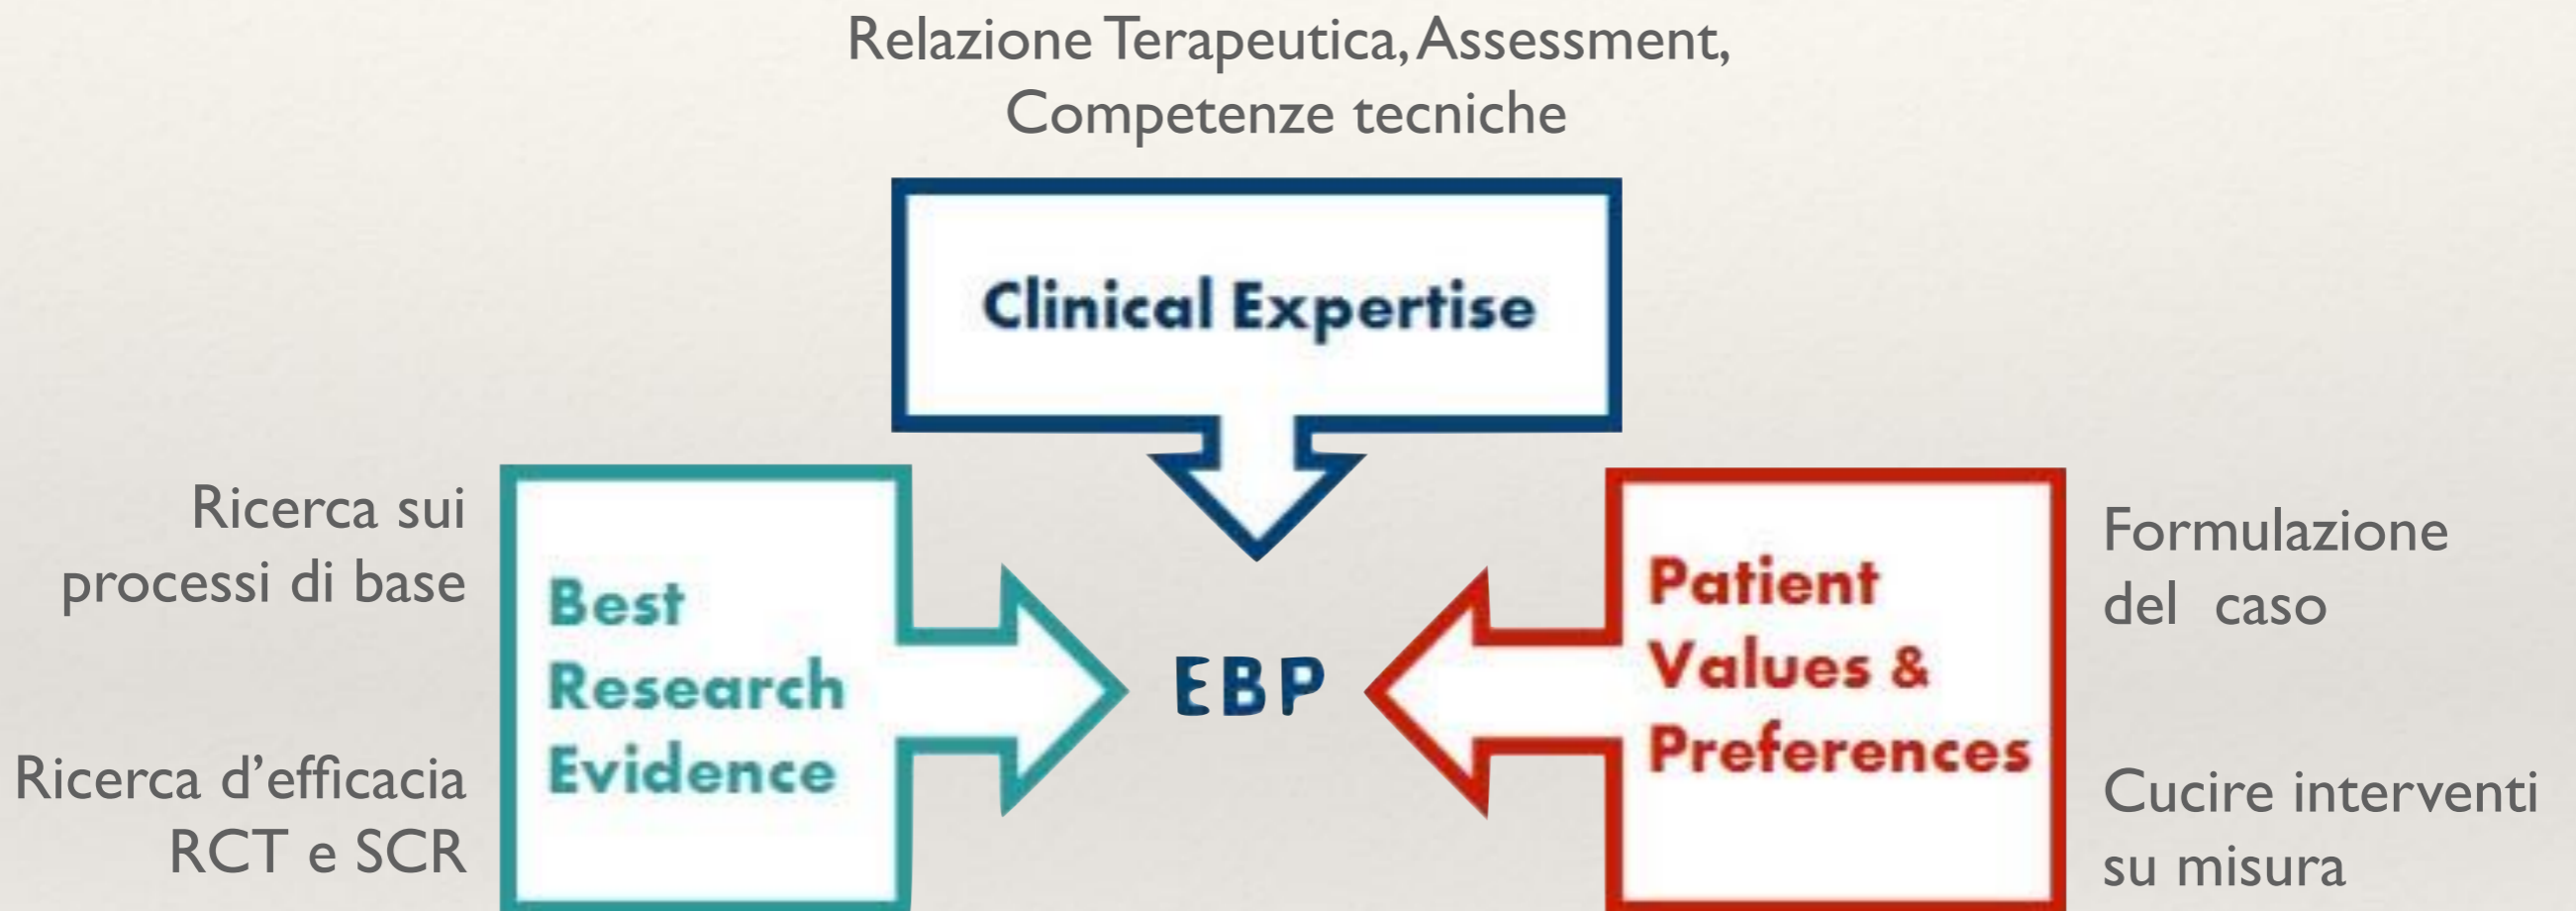 Relazione Terapeutica, Assessment,
Competenze tecniche
Clinical Expertise
Ricerca sui
processi di base
Ricerca d’efficacia
RCT e SCR
Best
Research
Evidence
EBP
Patient
Values &
Preferences
Formulazione
del caso
Cucire interventi
su misura